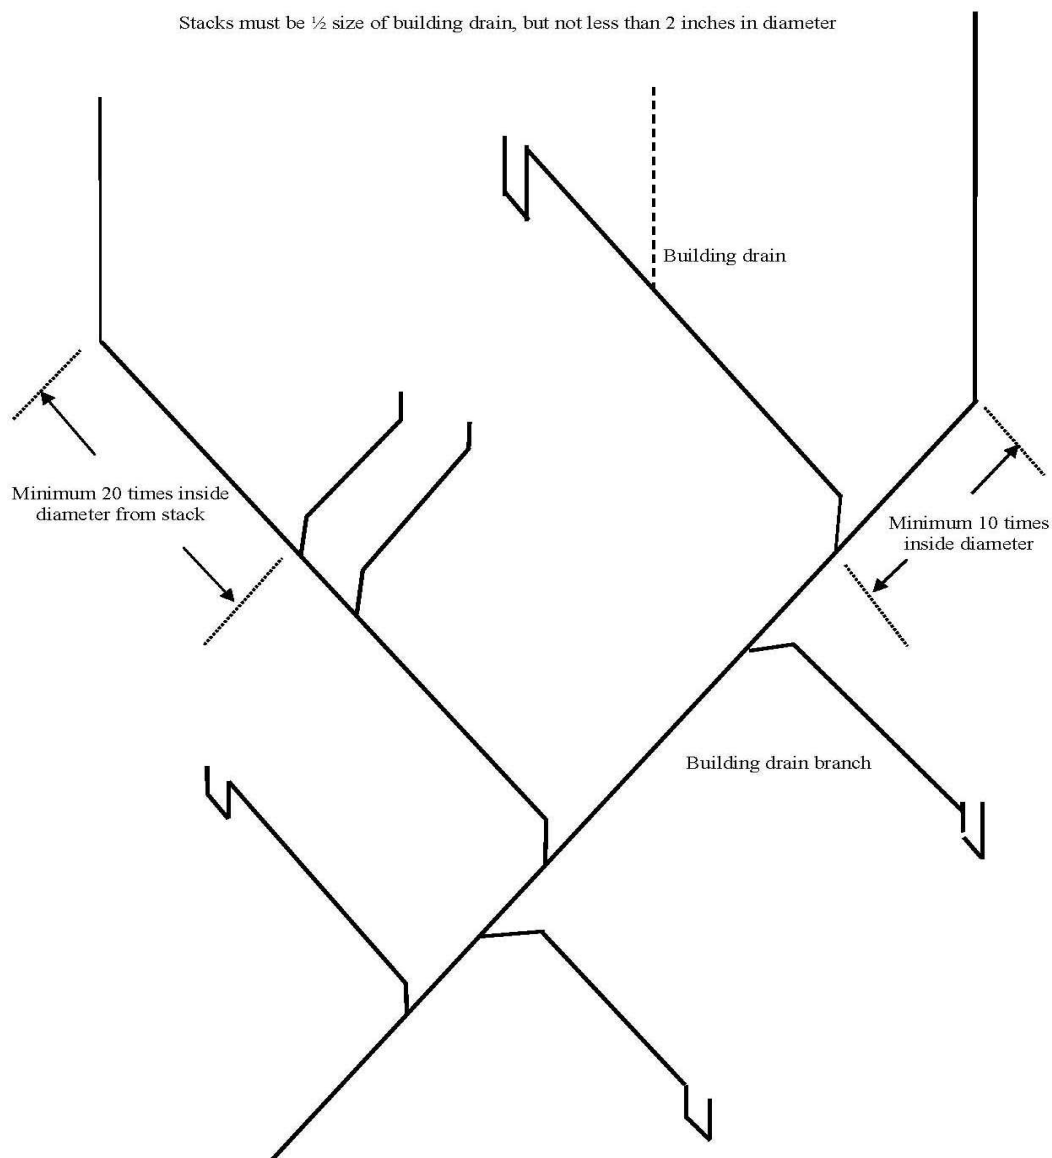 Stacks must be ½ size of building drain, but not less than 2 inches in diameter
Building drain
Minimum 20 times inside
diameter from stack
Minimum 10 times
inside diameter
Building drain branch